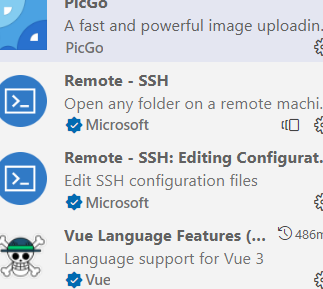 PicGo
A fast and powerful image uploadin...
PicGo
Remote - SSH
Open any folder on a remote machi...
Microsoft
Remote - SSH: Editing Configurat...
Edit SSH configuration files
Microsoft
Vue Language Features (... 486m
Language support for Vue 3
Vue